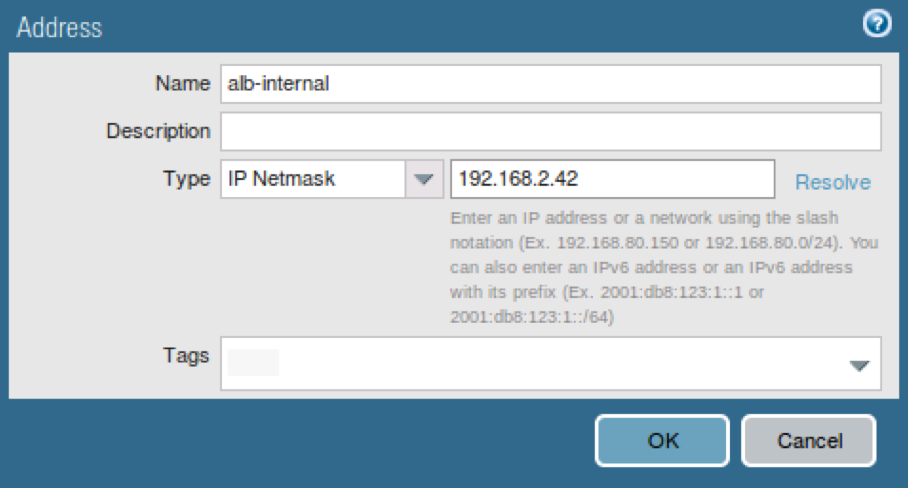 Address
Name alb-internal
Description
Type IP Netmask 192.168.2.42 Resolve
Enter an IP address or a network using the slash
notation (Ex. 192.168.80.150 or 192.168.80.0/24). You
can also enter an IPv6 address or an IPv6 address
with its prefix (Ex. 2001:db8:123:1::1 or
2001:db8:123:1::/64)
Tags
OK Cancel